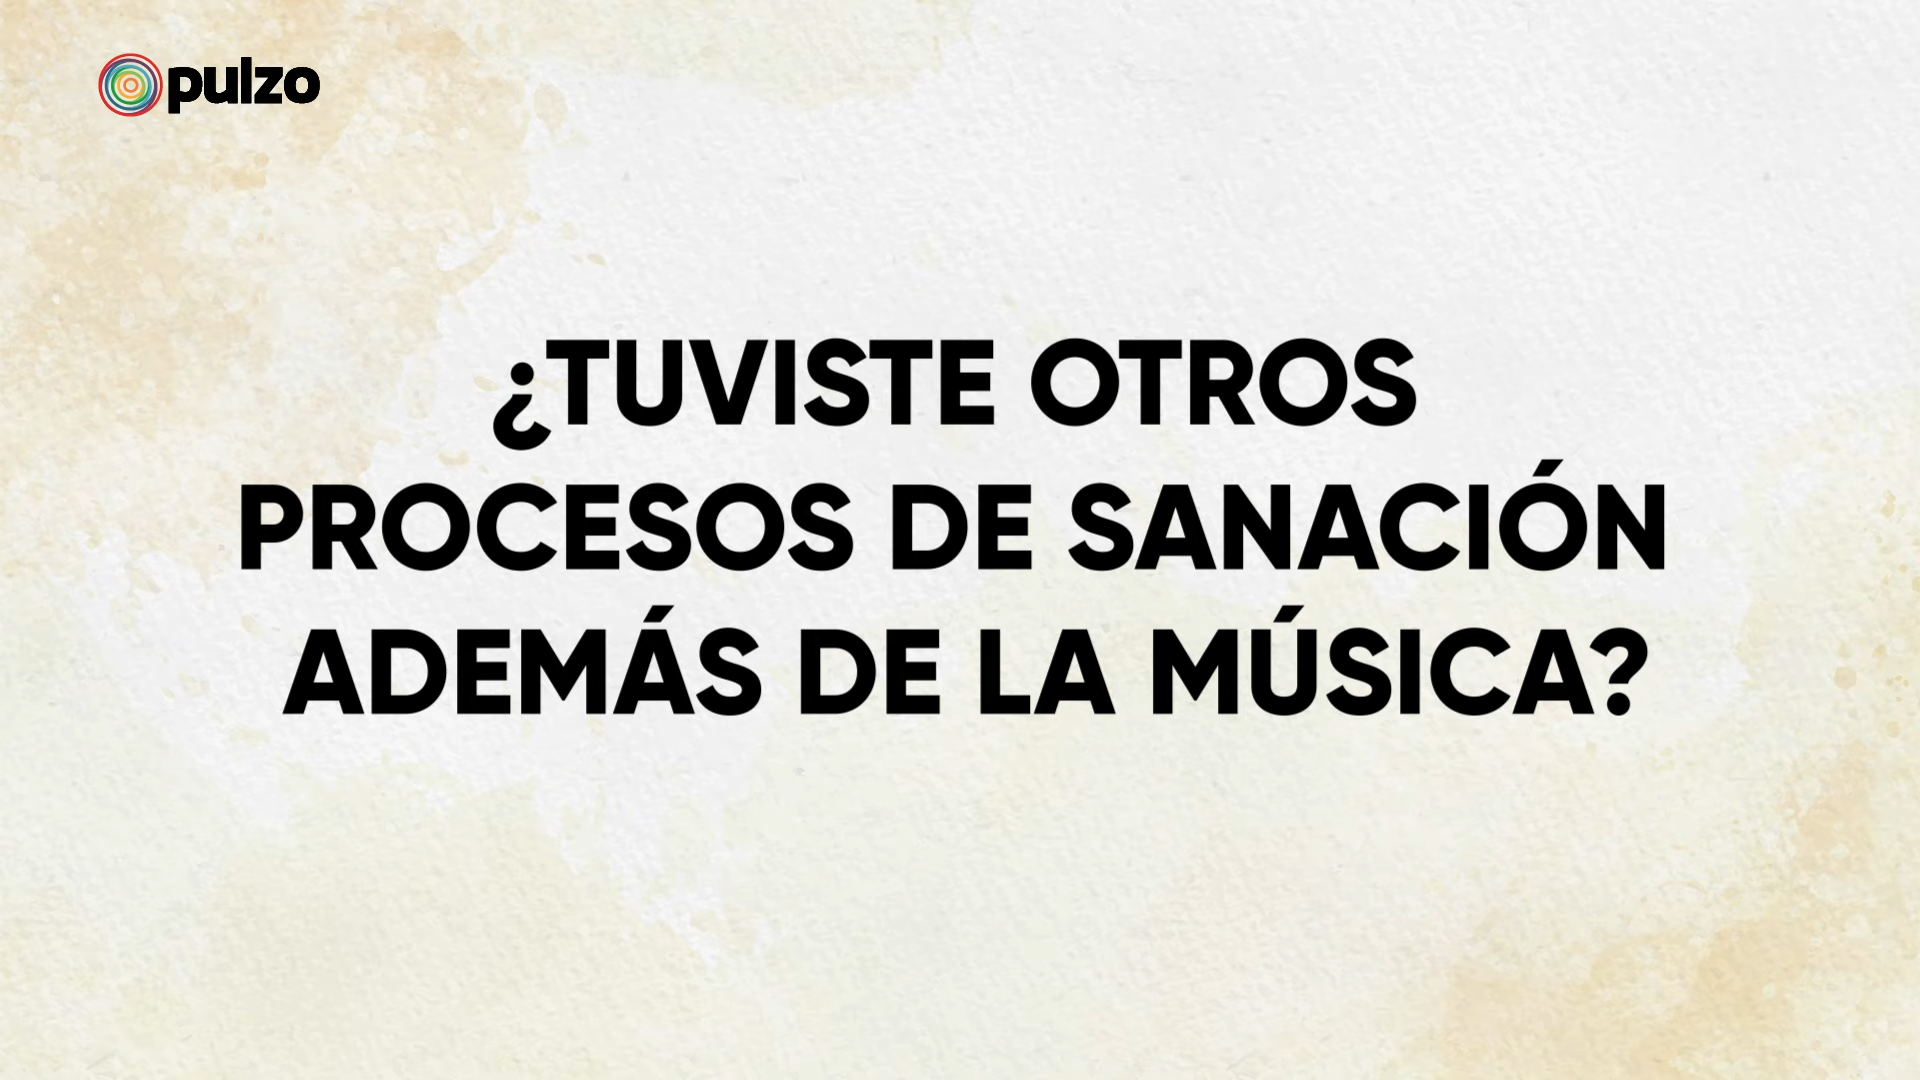 pulzo
¿TUVISTE OTROS
PROCESOS DE SANACIÓN
ADEMÁS DE LA MÚSICA?